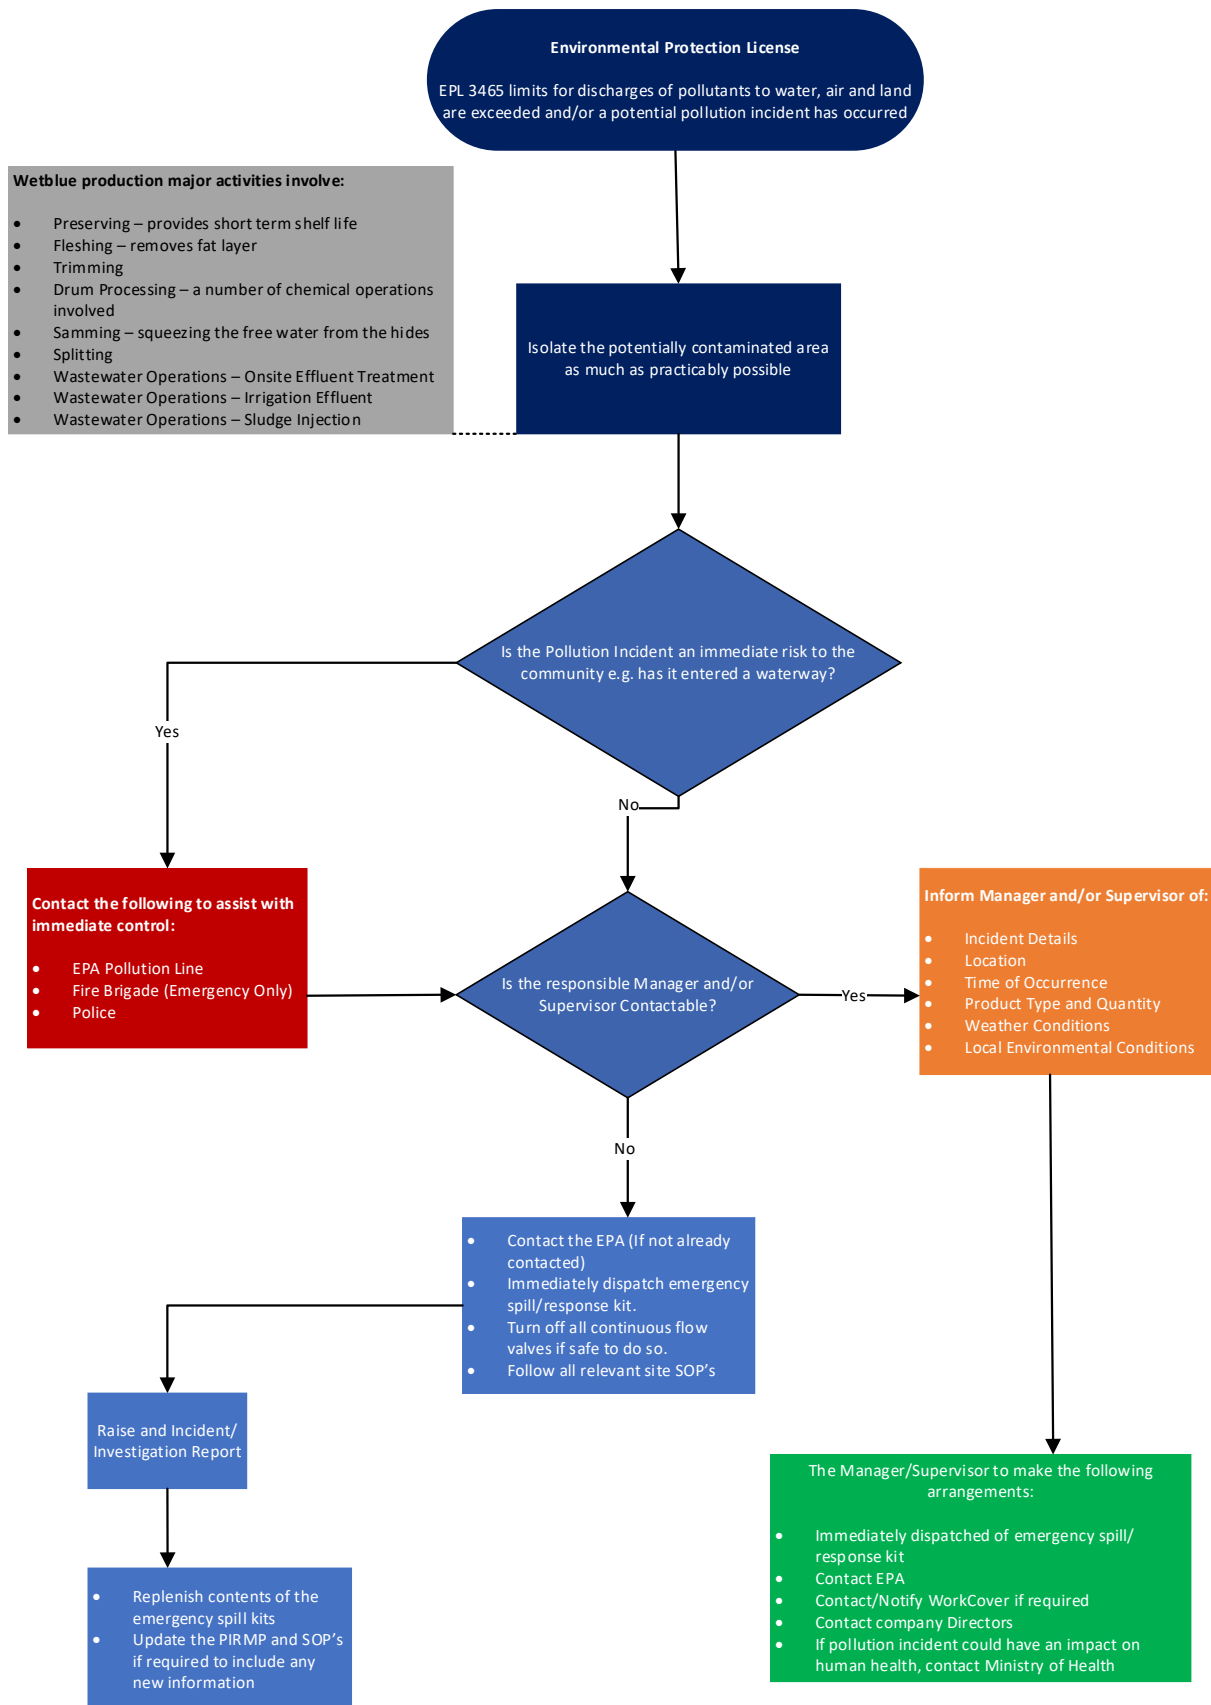 Environmental Protection License
EPL 3465 limits for discharges of pollutants to water, air and land
are exceeded and/or a potential pollution incident has occurred
Wetblue production major activities involve:
• Preserving – provides short term shelf life
• Fleshing – removes fat layer
• Trimming
• Drum Processing – a number of chemical operations
involved
• Samming – squeezing the free water from the hides
• Splitting
• Wastewater Operations – Onsite Effluent Treatment
• Wastewater Operations – Irrigation Effluent
• Wastewater Operations – Sludge Injection
Isolate the potentially contaminated area
as much as practicably possible
Is the Pollution Incident an immediate risk to the
community e.g. has it entered a waterway?
Yes
No
Contact the following to assist with
immediate control:
• EPA Pollution Line
• Fire Brigade (Emergency Only)
• Police
Is the responsible Manager and/or
Supervisor Contactable?
Yes
Inform Manager and/or Supervisor of:
• Incident Details
• Location
• Time of Occurrence
• Product Type and Quantity
• Weather Conditions
• Local Environmental Conditions
No
• Contact the EPA (If not already
contacted)
• Immediately dispatch emergency
spill/response kit.
• Turn off all continuous flow
valves if safe to do so.
• Follow all relevant site SOP's
Raise and Incident/
Investigation Report
• Replenish contents of the
emergency spill kits
• Update the PIRMP and SOP's
if required to include any
new information
The Manager/Supervisor to make the following
arrangements:
• Immediately dispatched of emergency spill/
response kit
• Contact EPA
• Contact/Notify WorkCover if required
• Contact company Directors
• If pollution incident could have an impact on
human health, contact Ministry of Health